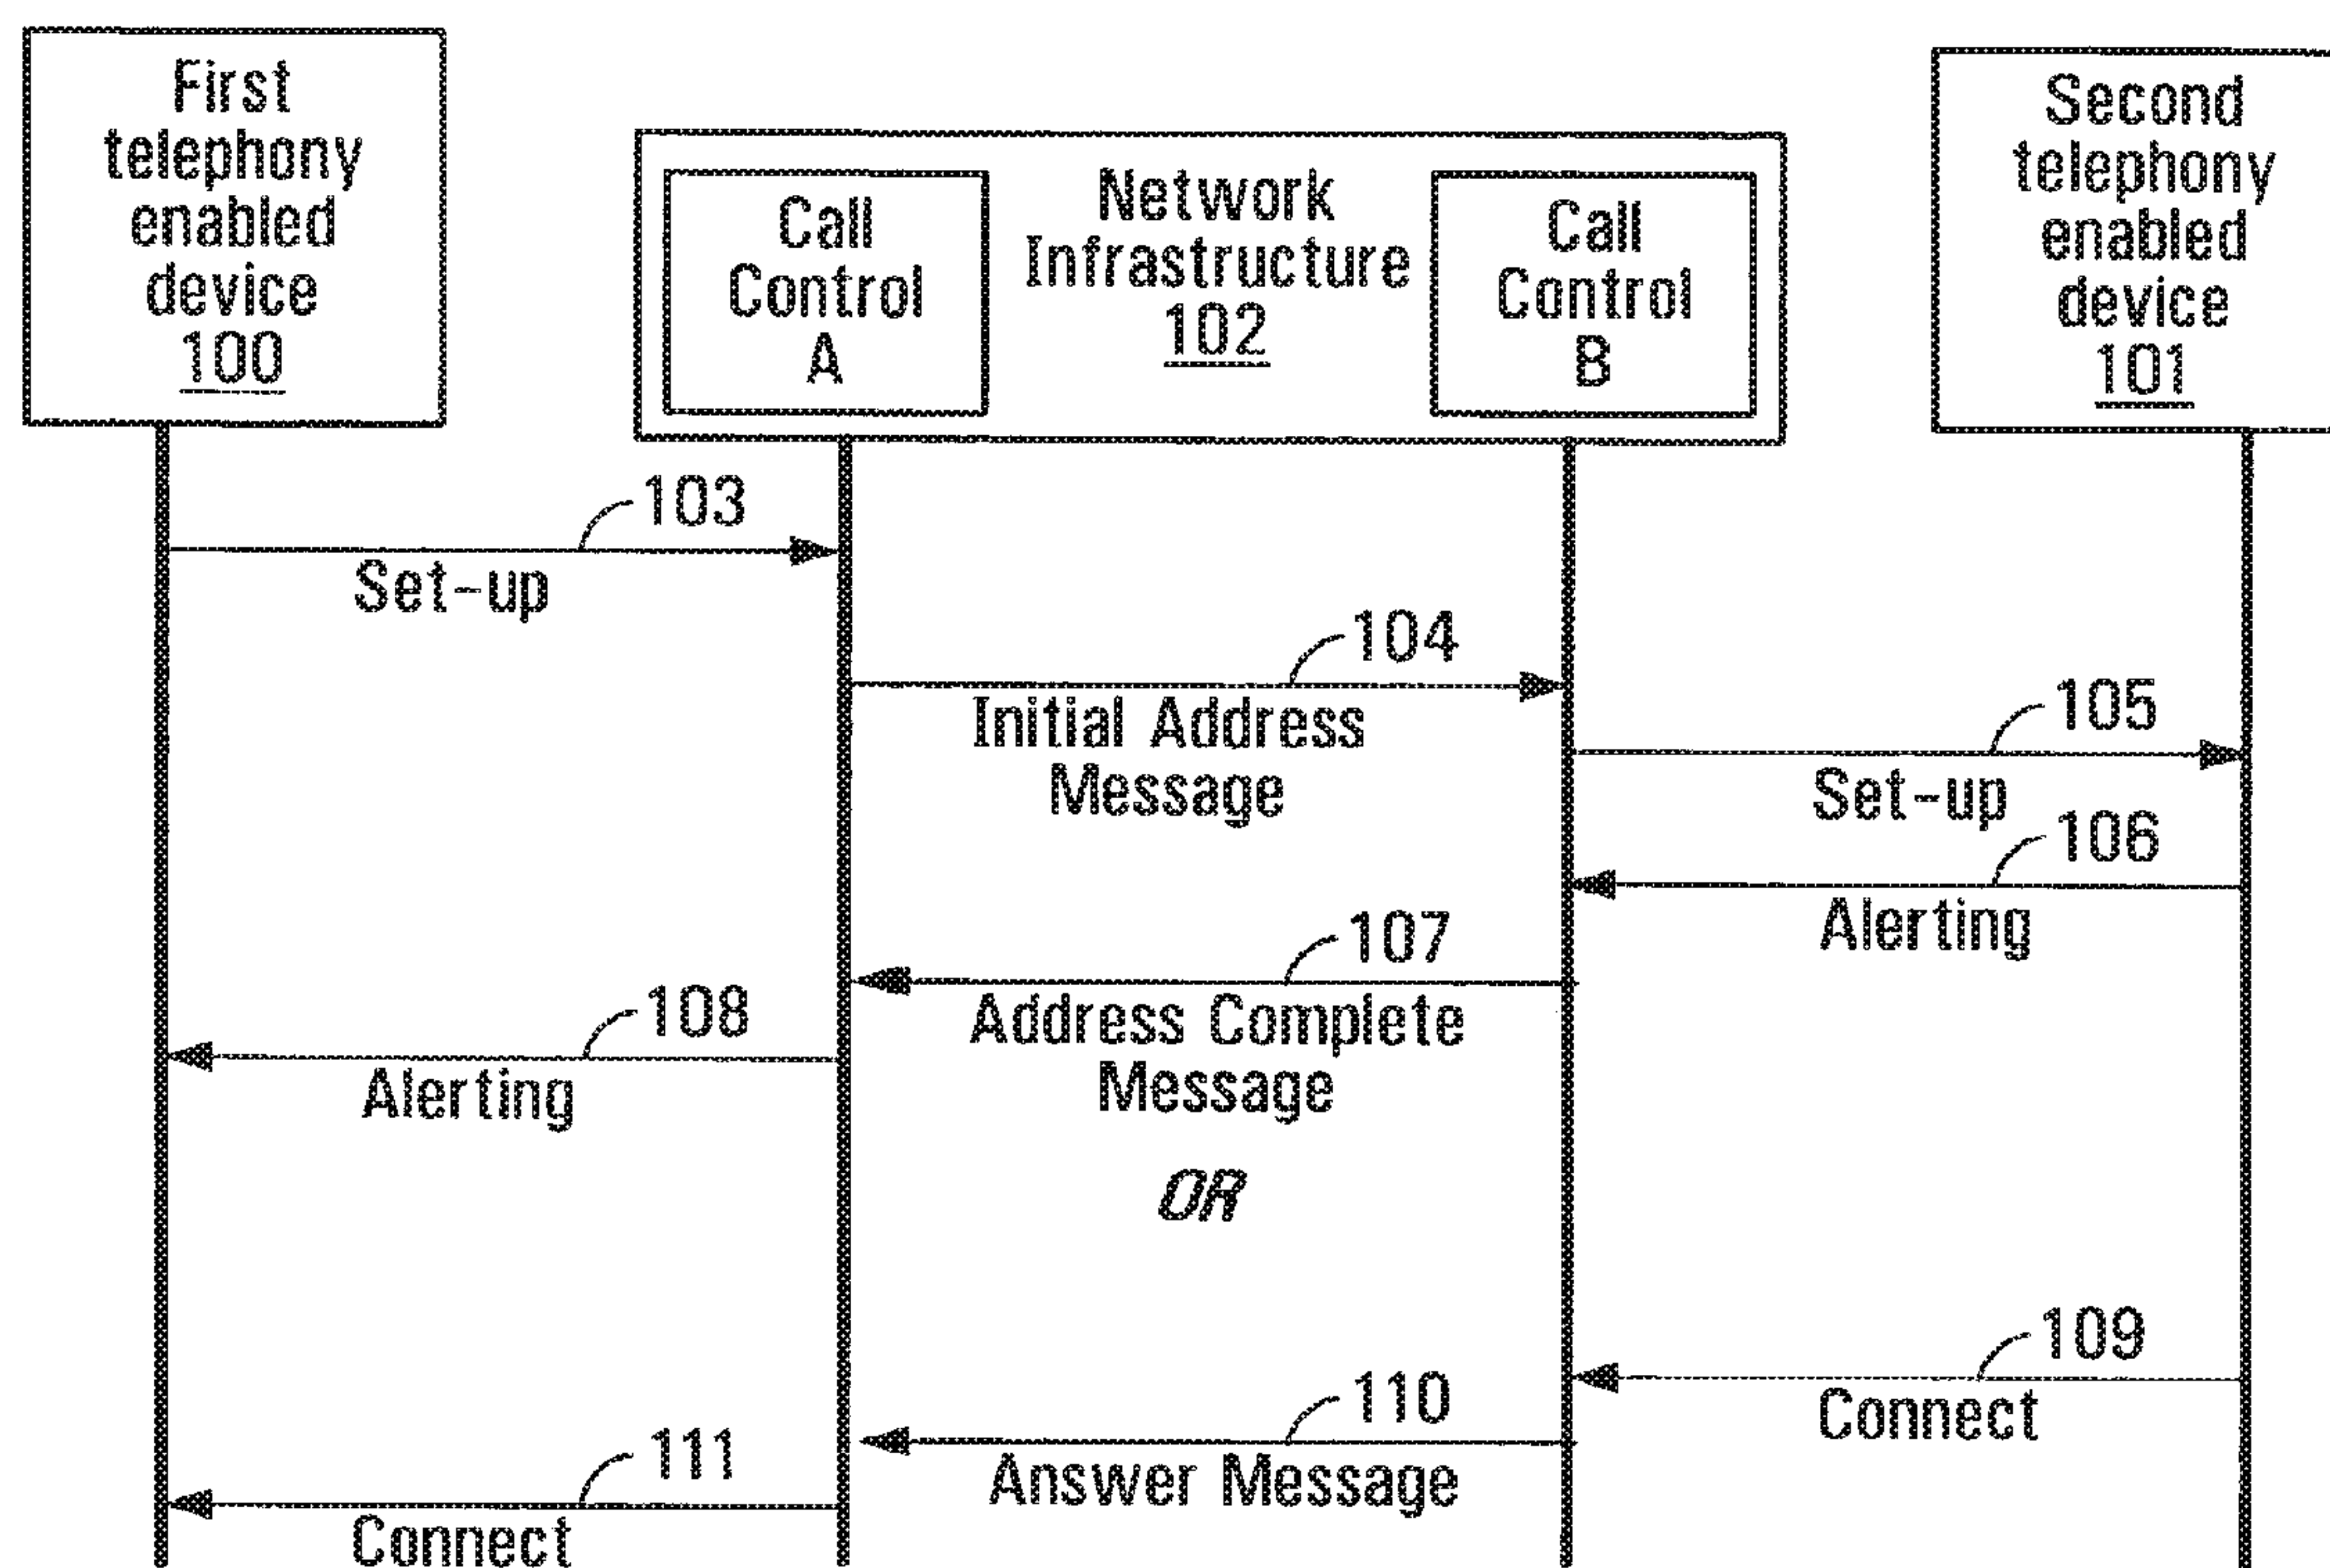 First
telephony
enabled
device
100
Call
Control
A
Network
Infrastructure
102
Call
Control
B
Second
telephony
enabled
device
101
103
Set-up
104
Initial Address
Message
105
Set-up
106
Alerting
107
Address Complete
Message
108
Alerting
OR
109
Connect
110
Answer Message
111
Connect